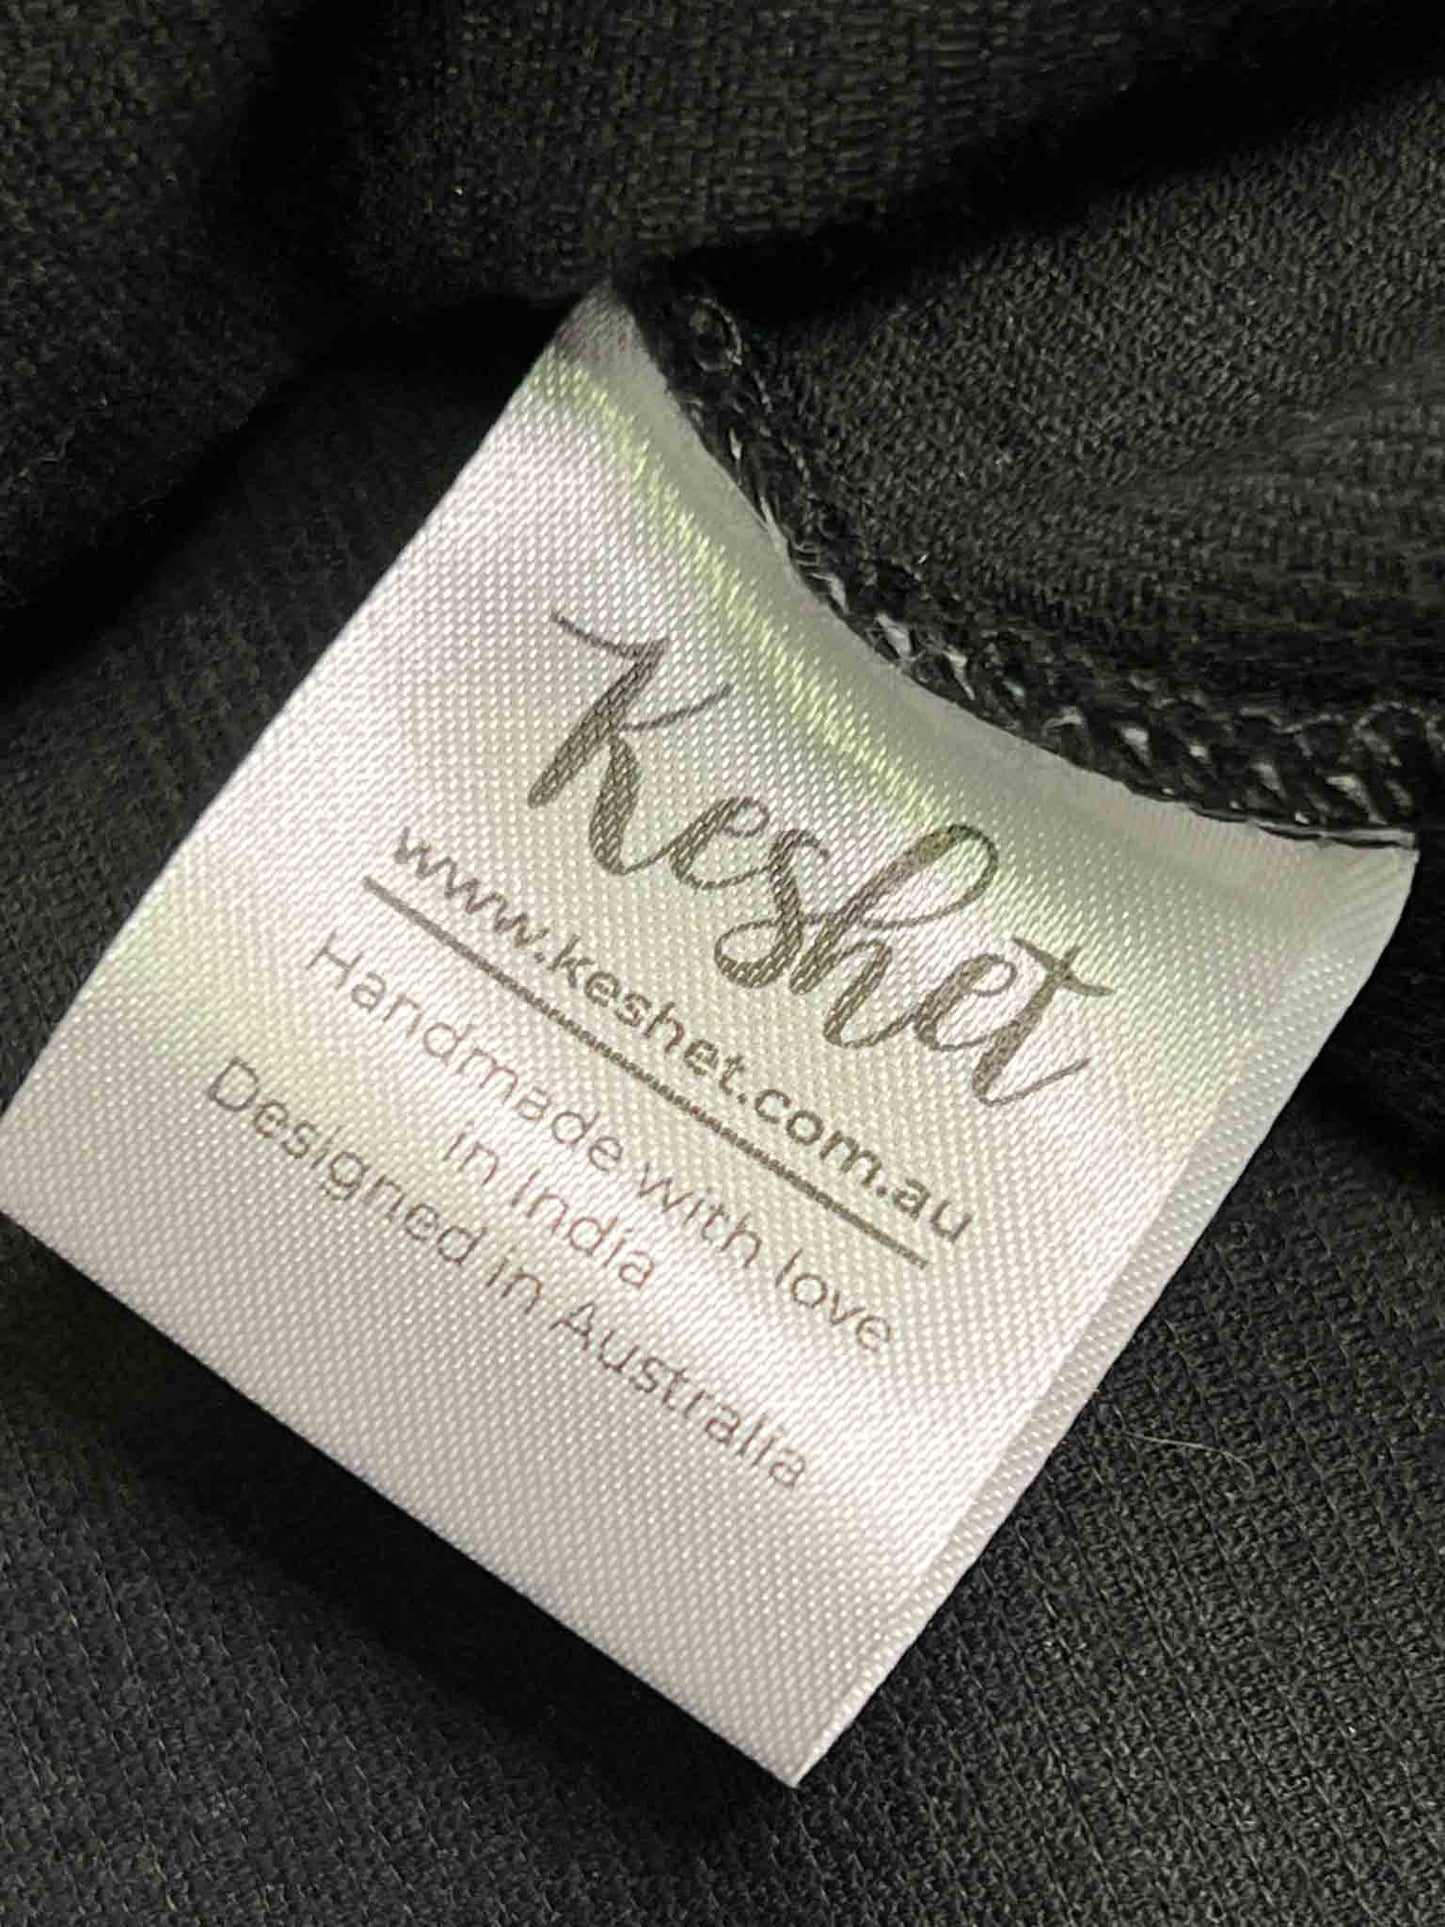 Keshet
www.keshet.com.au
Handmade with love
in India
Designed in Australia